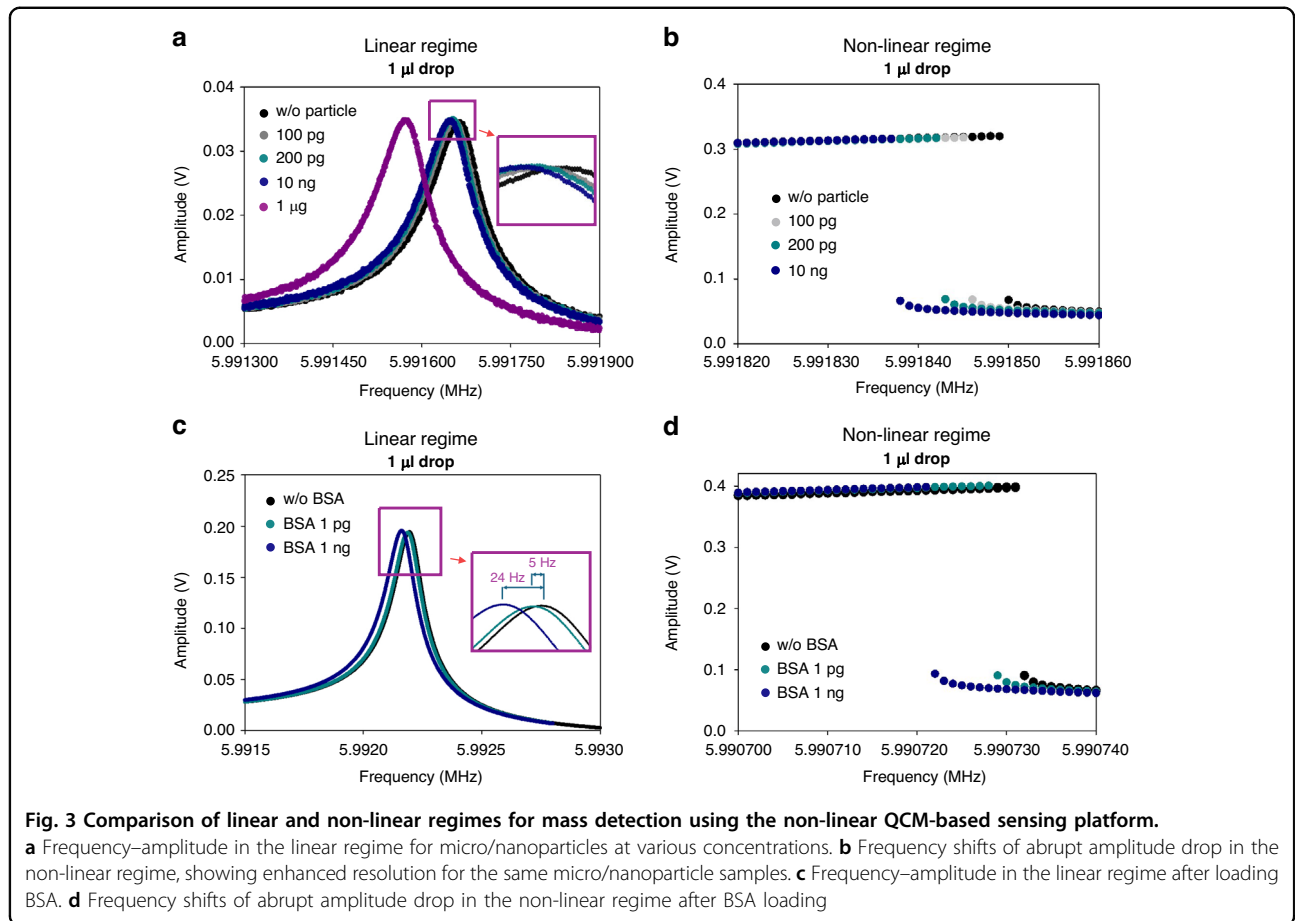 a
Linear regime
1 µl drop
Amplitude (V)
0.04
0.03
0.02
0.01
0.00
w/o particle
100 pg
200 pg
10 ng
1 µg
5.991300
5.991450
5.991600
5.991750
5.991900
Frequency (MHz)
b
Non-linear regime
1 µl drop
Amplitude (V)
0.4
0.3
0.2
0.1
0.0
w/o particle
100 pg
200 pg
10 ng
5.991820
5.991830
5.991840
5.991850
5.991860
Frequency (MHz)
c
Linear regime
1 µl drop
Amplitude (V)
0.25
0.20
0.15
0.10
0.05
0.00
w/o BSA
BSA 1 pg
BSA 1 ng
5 Hz
24 Hz
5.9915
5.9920
5.9925
5.9930
Frequency (MHz)
d
Non-linear regime
1 µl drop
Amplitude (V)
0.4
0.4
0.3
0.2
0.1
0.0
w/o BSA
BSA 1 pg
BSA 1 ng
5.990700
5.990710
5.990720
5.990730
5.990740
Frequency (MHz)
Fig. 3 Comparison of linear and non-linear regimes for mass detection using the non-linear QCM-based sensing platform.
a Frequency–amplitude in the linear regime for micro/nanoparticles at various concentrations. b Frequency shifts of abrupt amplitude drop in the
non-linear regime, showing enhanced resolution for the same micro/nanoparticle samples. c Frequency–amplitude in the linear regime after loading
BSA. d Frequency shifts of abrupt amplitude drop in the non-linear regime after BSA loading